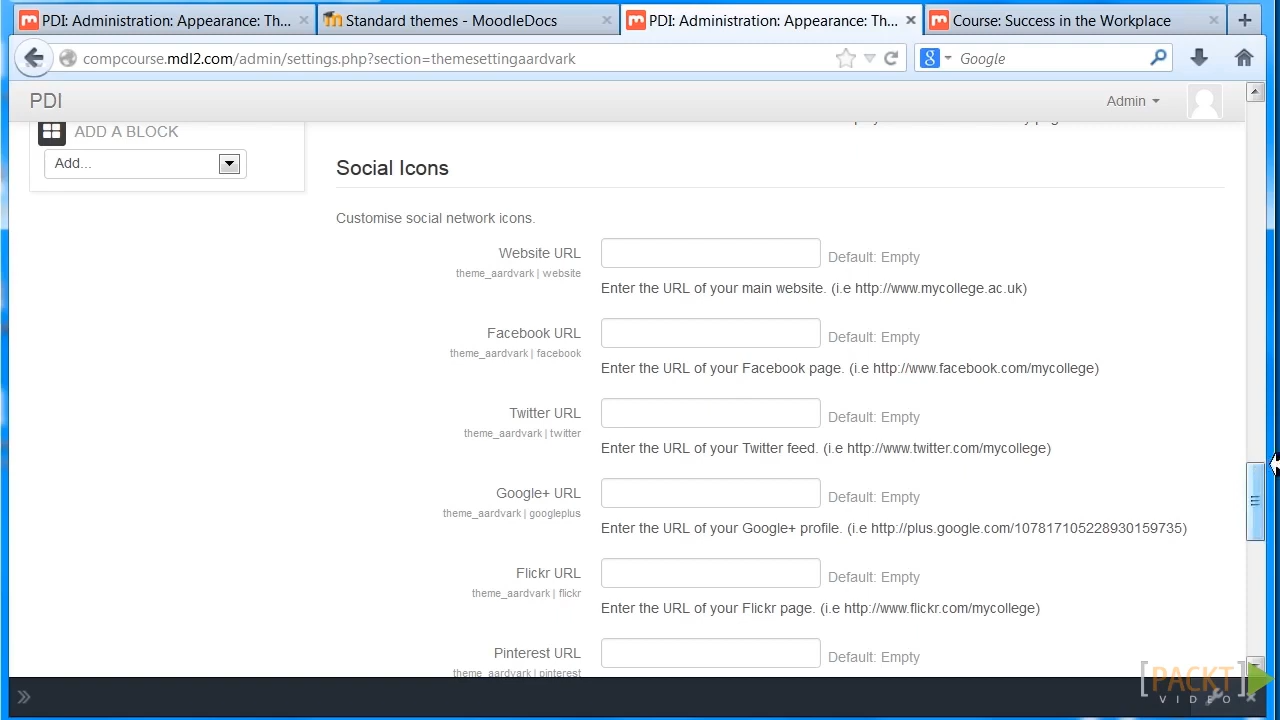 PDI: Administration: Appearance: Th...
Standard themes - MoodleDocs
PDI: Administration: Appearance: Th...
Course: Success in the Workplace
compcourse.mdl2.com/admin/settings.php?section=themesettingaardvark
Google
PDI
Admin
ADD A BLOCK
Add...
Social Icons
Customise social network icons.
Website URL
Default: Empty
theme_aardvark | website
Enter the URL of your main website. (i.e http://www.mycollege.ac.uk)
Facebook URL
Default: Empty
theme_aardvark | facebook
Enter the URL of your Facebook page. (i.e http://www.facebook.com/mycollege)
Twitter URL
Default: Empty
theme_aardvark | twitter
Enter the URL of your Twitter feed. (i.e http://www.twitter.com/mycollege)
Google+ URL
Default: Empty
theme_aardvark | googleplus
Enter the URL of your Google+ profile. (i.e http://plus.google.com/107817105228930159735)
Flickr URL
Default: Empty
theme_aardvark | flickr
Enter the URL of your Flickr page. (i.e http://www.flickr.com/mycollege)
Pinterest URL
Default: Empty
theme_aardvark | pinterest
[PACKT]
VIDEO